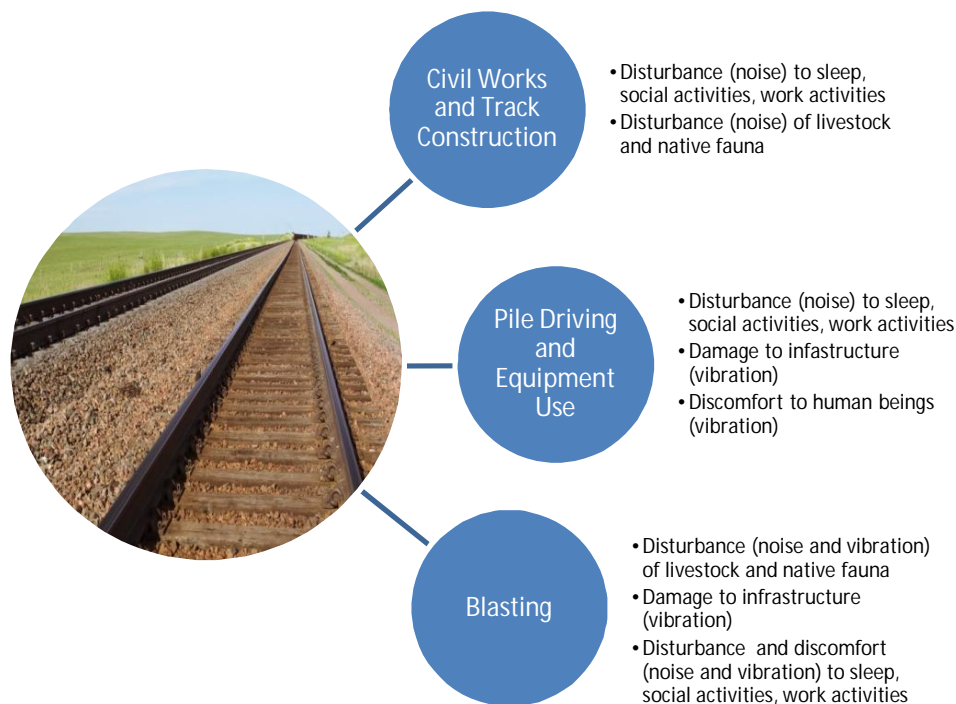 Civil Works
and Track
Construction
• Disturbance (noise) to sleep,
social activities, work activities
• Disturbance (noise) of livestock
and native fauna
Pile Driving
and
Equipment
Use
• Disturbance (noise) to sleep,
social activities, work activities
• Damage to infastructure
(vibration)
• Discomfort to human beings
(vibration)
Blasting
• Disturbance (noise and vibration)
of livestock and native fauna
• Damage to infrastructure
(vibration)
• Disturbance and discomfort
(noise and vibration) to sleep,
social activities, work activities